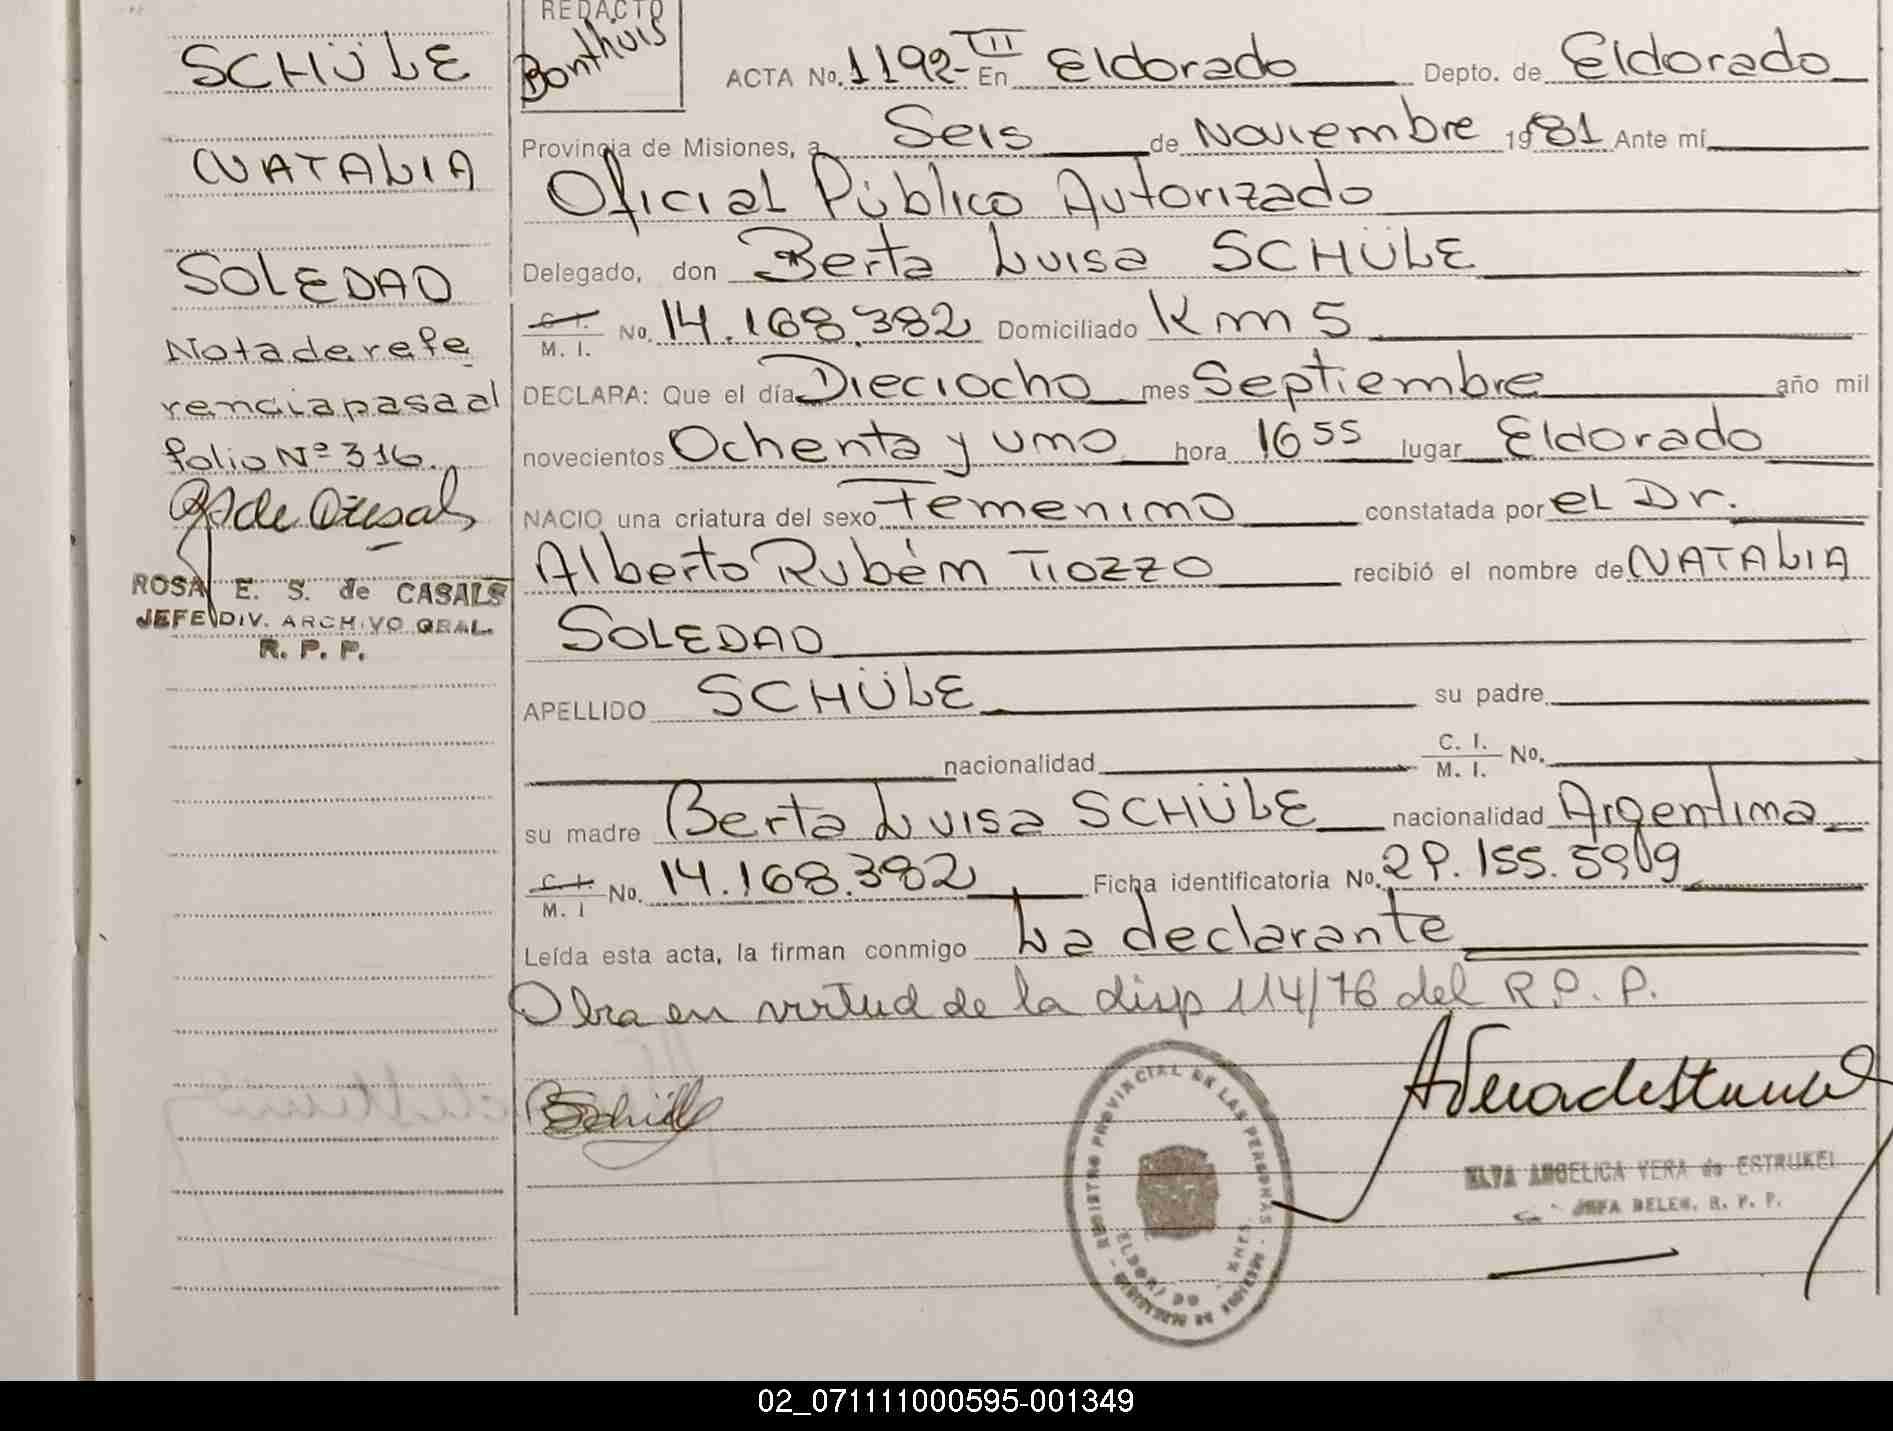 SCHÜLE
NATALIA
SOLEDAD
Nota de refe
rencia pasa al
folio Nº 316.
ROSA E. S. de CASALS
JEFE DIV. ARCHIVO GRAL.
R. P. P.
REDACTO
Bonthuis
ACTA No. 1192-TII En Eldorado Depto. de Eldorado
Provincia de Misiones, a Seis de Noviembre 1981 Ante mí
Oficial Público Autorizado
Delegado, don Berta Luisa SCHÜLE
C. I. M. I. No. 14.168.382 Domiciliado Km 5
DECLARA: Que el día Dieciocho mes Septiembre año mil
novecientos Ochenta y uno hora 16 55 lugar Eldorado
NACIO una criatura del sexo Femenino constatada por el Dr.
Alberto Rubén Tiozzo recibió el nombre de NATALIA
SOLEDAD
APELLIDO SCHÜLE su padre
nacionalidad C. I. M. I. No.
su madre Berta Luisa SCHÜLE nacionalidad Argentina
C. I. M. I No. 14.168.382 Ficha identificatoria No. 2P.155.
Leída esta acta, la firman conmigo La declarante
Obra en virtud de la disp 114/76 del R.P.P.
REGISTRO PROVINCIAL DE LAS PERSONAS
ELDORADO
ELVA ANGELICA VERA de ESTRUKEL
JEFA DELEG. R. P. P.
02_071111000595-001349